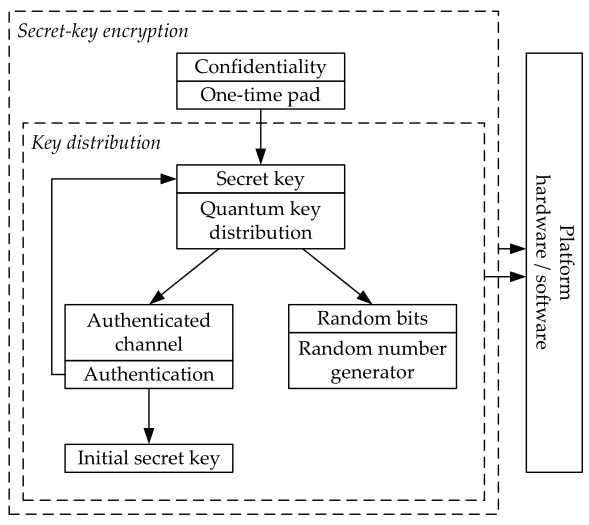 Secret-key encryption
Confidentiality
One-time pad
Key distribution
Secret key
Quantum key
distribution
Authenticated
channel
Authentication
Random bits
Random number
generator
Initial secret key
Platform
hardware / software